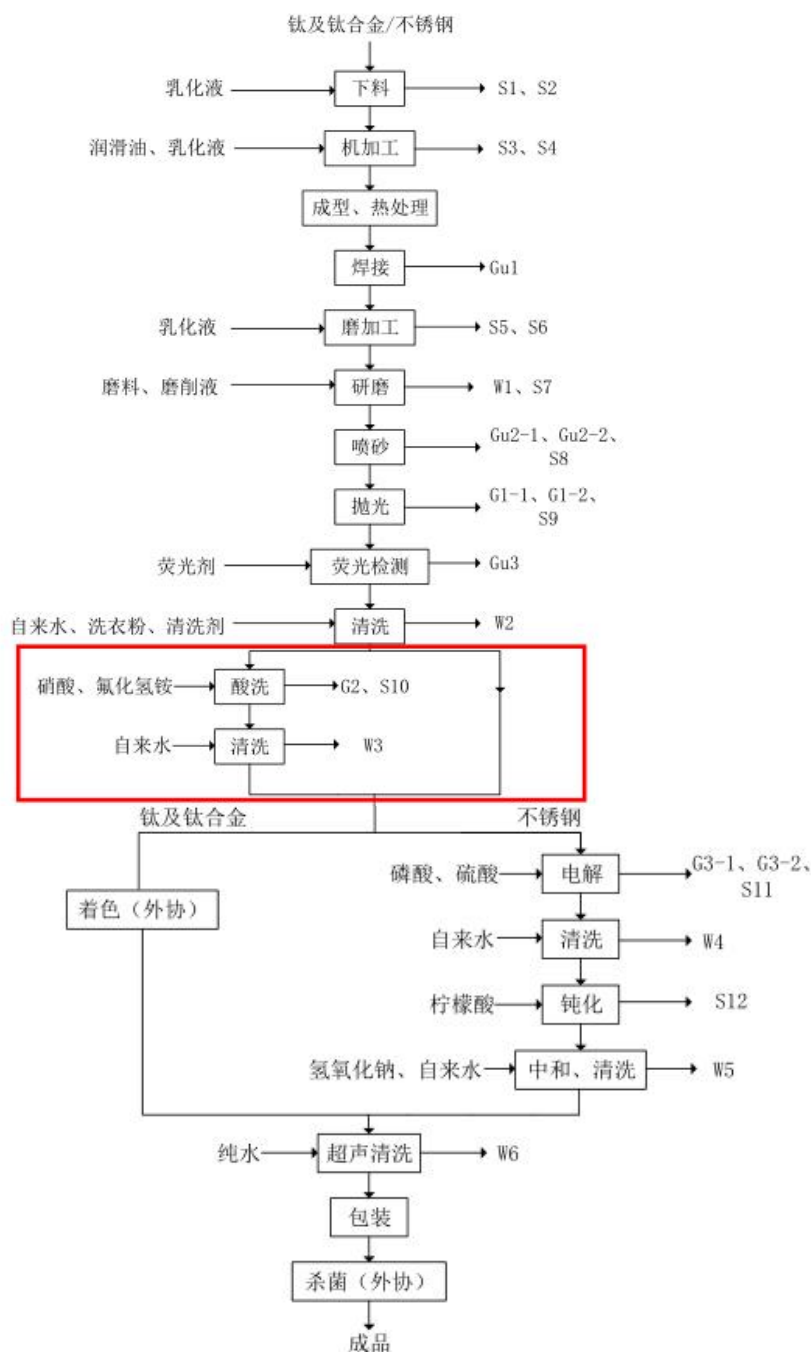 钛及钛合金/不锈钢
乳化液
下料
S1、S2
润滑油、乳化液
机加工
S3、S4
成型、热处理
焊接
Gu1
乳化液
磨加工
S5、S6
磨料、磨削液
研磨
W1、S7
喷砂
Gu2-1、Gu2-2、
S8
抛光
G1-1、G1-2、
S9
荧光剂
荧光检测
Gu3
自来水、洗衣粉、清洗剂
清洗
W2
硝酸、氟化氢铵
酸洗
G2、S10
自来水
清洗
W3
钛及钛合金
不锈钢
磷酸、硫酸
电解
G3-1、G3-2、
S11
着色（外协）
自来水
清洗
W4
柠檬酸
钝化
S12
氢氧化钠、自来水
中和、清洗
W5
纯水
超声清洗
W6
包装
杀菌（外协）
成品